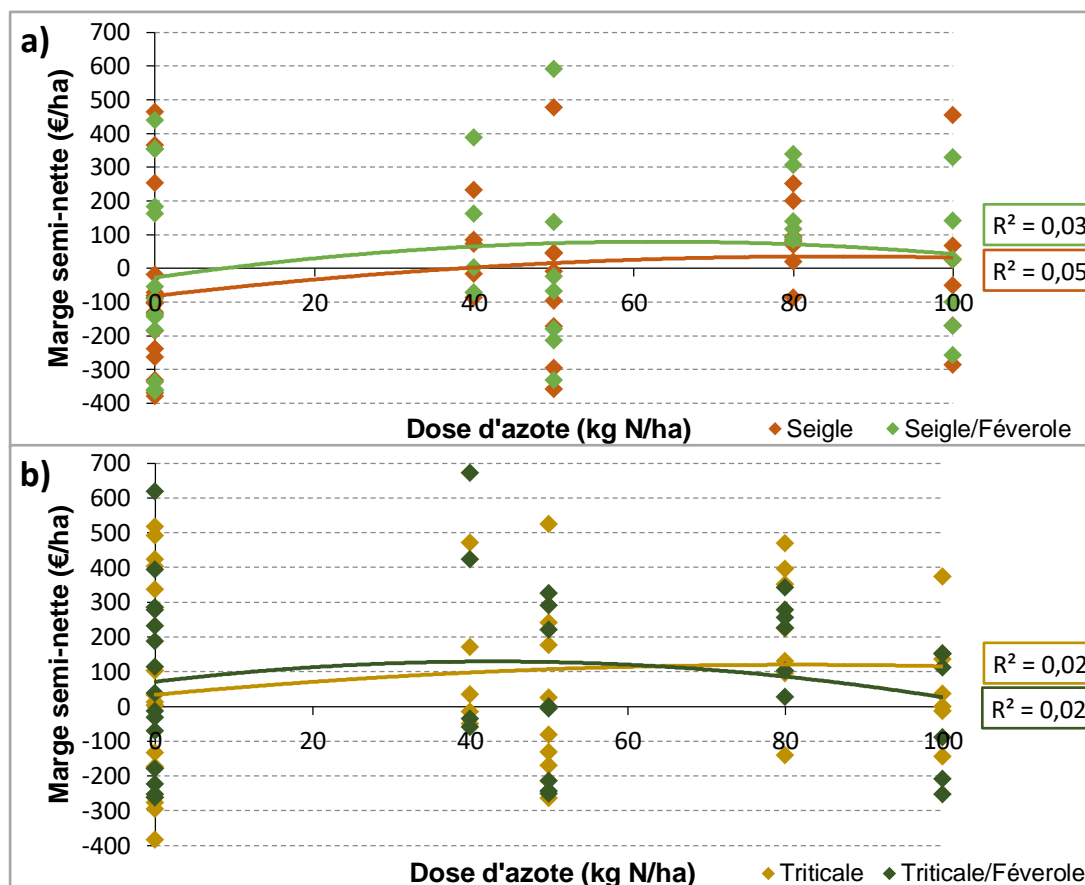 a)
Marge semi-nette (€/ha)
700
600
500
400
300
200
100
0
-100
-200
-300
-400
0
20
40
60
80
100
R² = 0,03
R² = 0,05
Dose d'azote (kg N/ha)
Seigle
Seigle/Féverole
b)
Marge semi-nette (€/ha)
700
600
500
400
300
200
100
0
-100
-200
-300
-400
0
20
40
60
80
100
R² = 0,02
R² = 0,02
Dose d'azote (kg N/ha)
Triticale
Triticale/Féverole